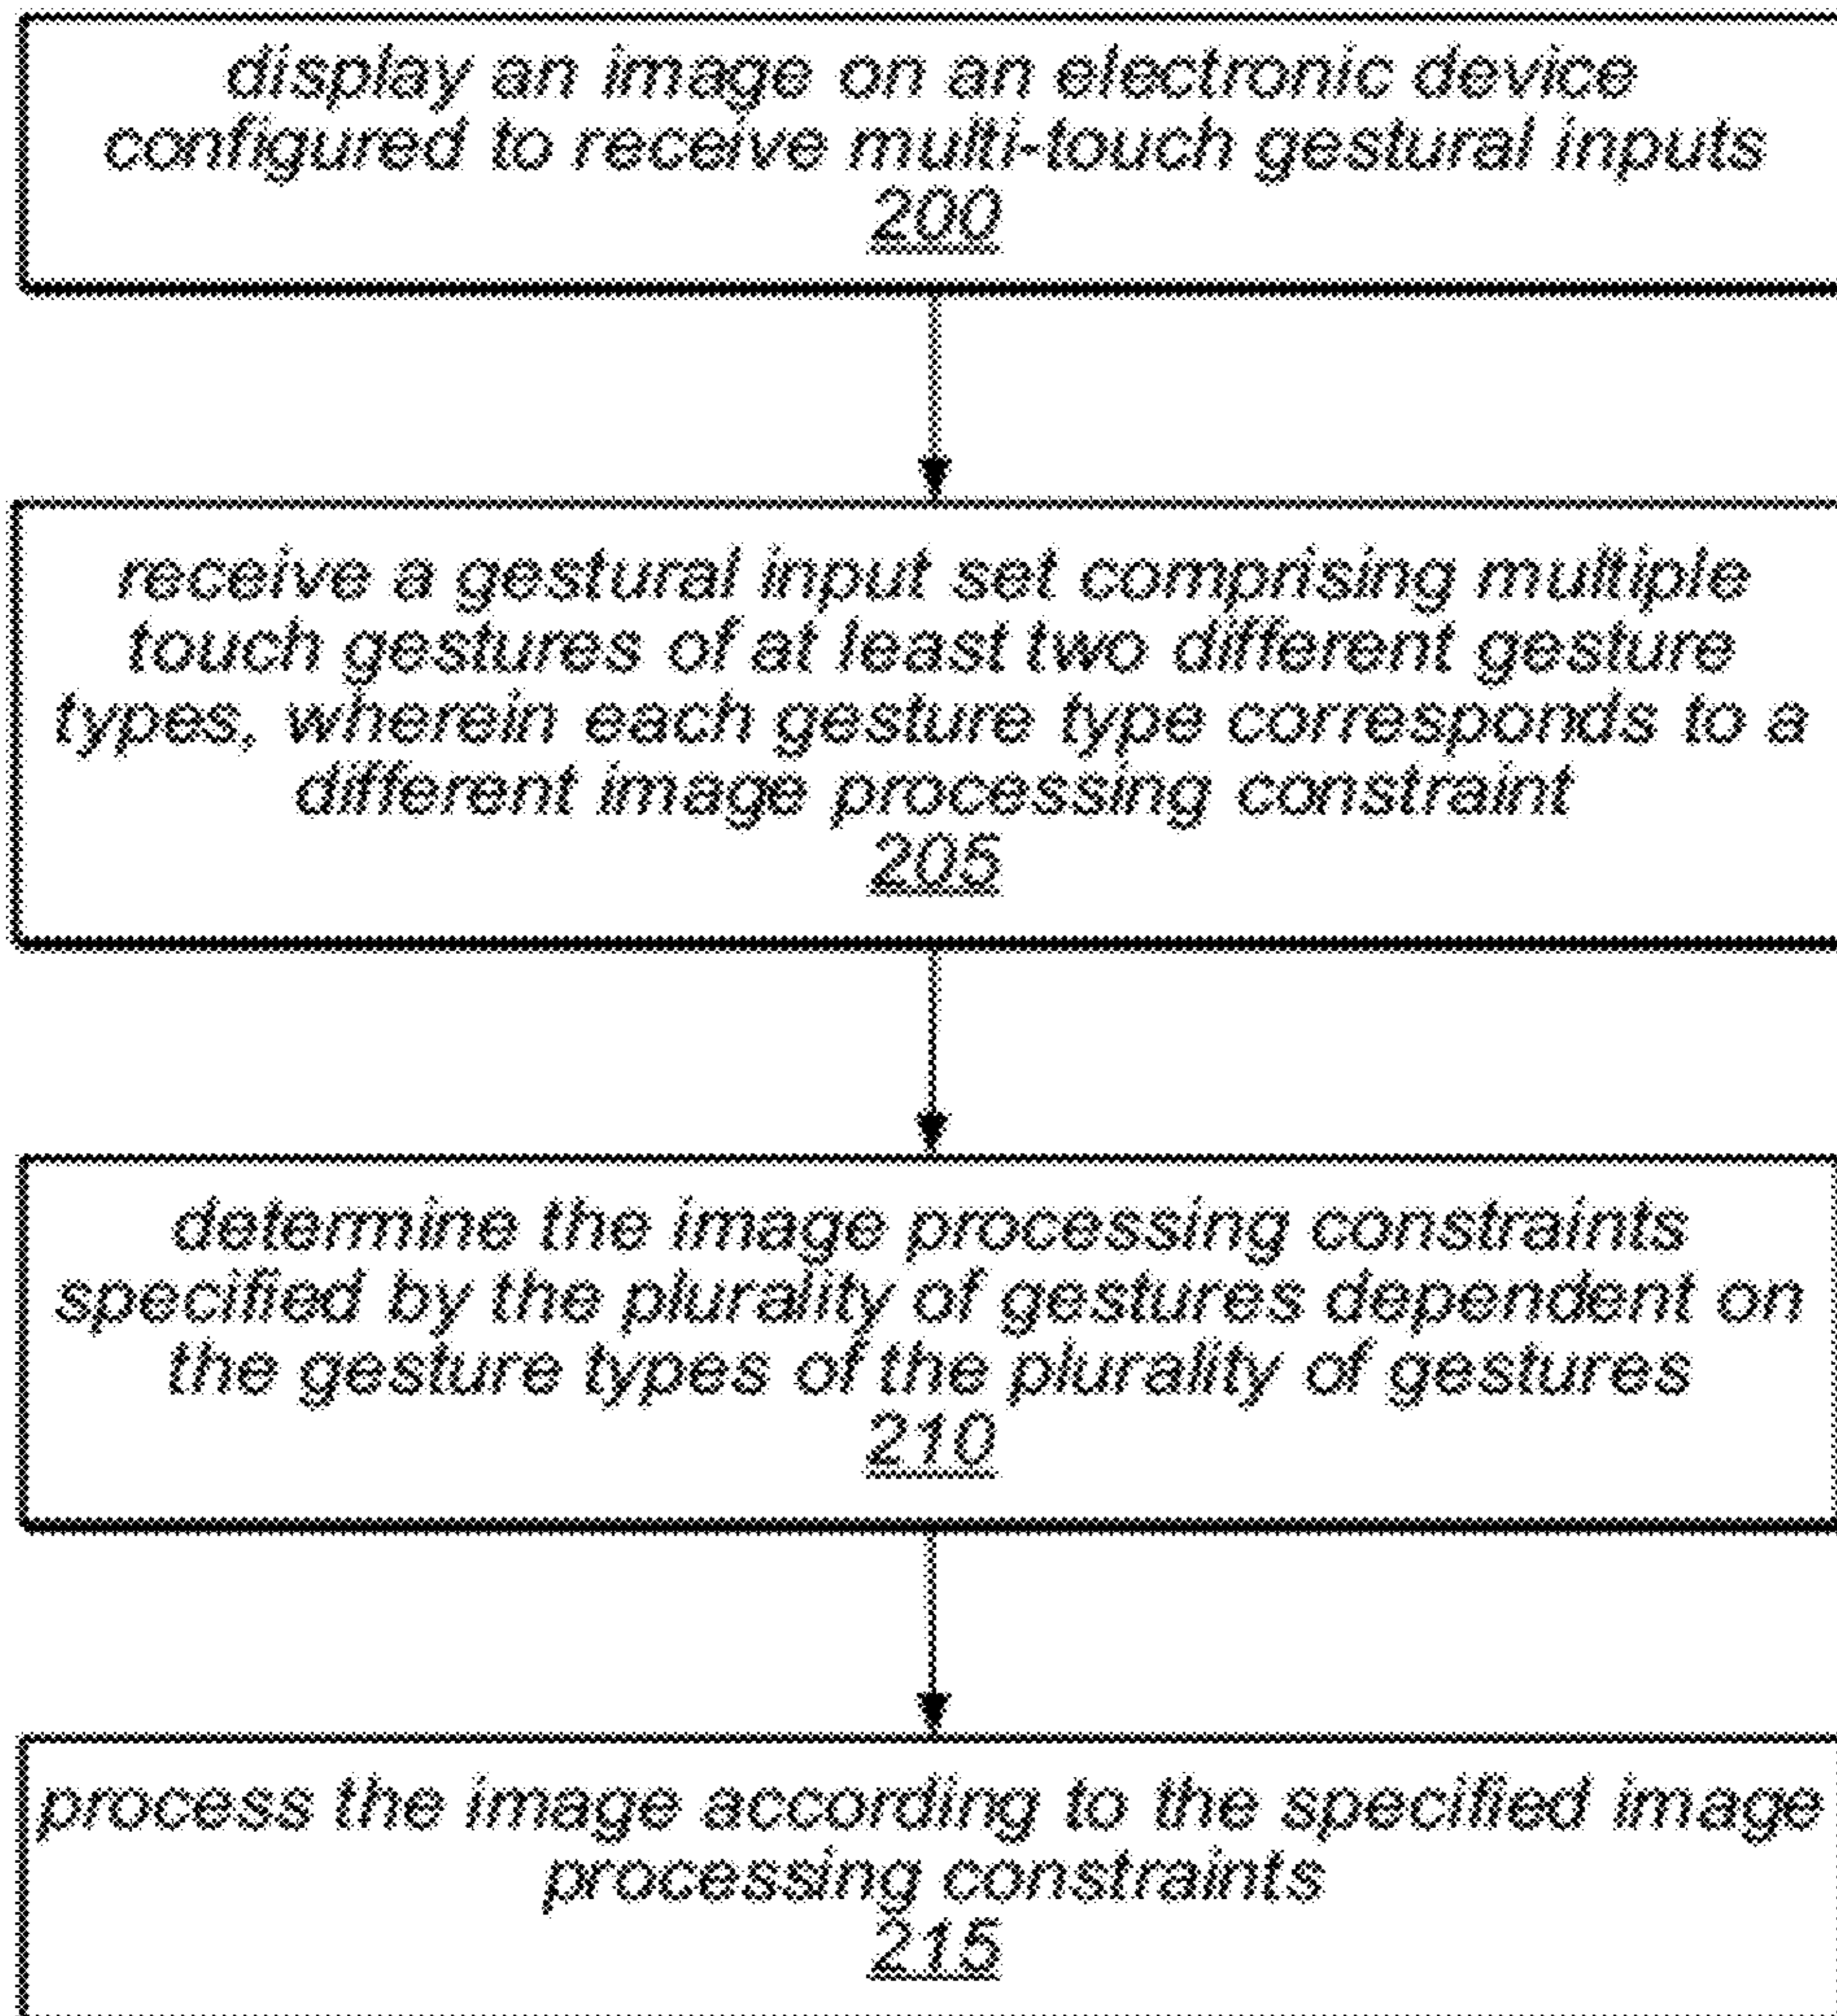 display an image on an electronic device
configured to receive multi-touch gestural inputs
200
receive a gestural input set comprising multiple
touch gestures of at least two different gesture
types, wherein each gesture type corresponds to a
different image processing constraint
205
determine the image processing constraints
specified by the plurality of gestures dependent on
the gesture types of the plurality of gestures
210
process the image according to the specified image
processing constraints
215